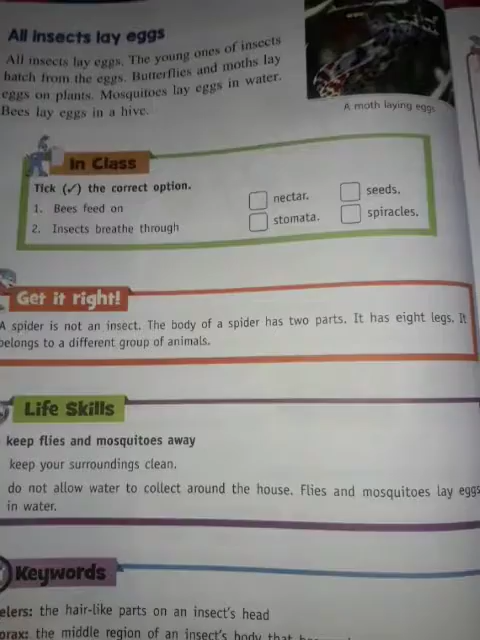 All insects lay eggs
All insects lay eggs. The young ones of insects
hatch from the eggs. Butterflies and moths lay
eggs on plants. Mosquitoes lay eggs in water.
Bees lay eggs in a hive.
A moth laying eggs
In Class
Tick (✓) the correct option.
1. Bees feed on nectar. seeds.
2. Insects breathe through stomata. spiracles.
Get it right!
A spider is not an insect. The body of a spider has two parts. It has eight legs. It
belongs to a different group of animals.
Life Skills
keep flies and mosquitoes away
keep your surroundings clean.
do not allow water to collect around the house. Flies and mosquitoes lay eggs
in water.
Keywords
elers: the hair-like parts on an insect's head
orax: the middle region of an insect's body that